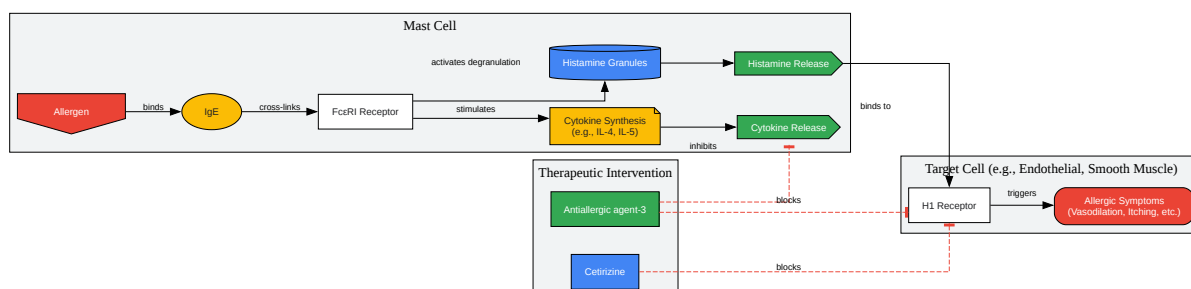 Mast Cell
activates degranulation
Histamine Granules
Histamine Release
Allergen
binds
IgE
cross-links
FcεRI Receptor
stimulates
Cytokine Synthesis
(e.g., IL-4, IL-5)
Cytokine Release
binds to
inhibits
Therapeutic Intervention
Antiallergic agent-3
blocks
Cetirizine
blocks
Target Cell (e.g., Endothelial, Smooth Muscle)
H1 Receptor
triggers
Allergic Symptoms
(Vasodilation, Itching, etc.)